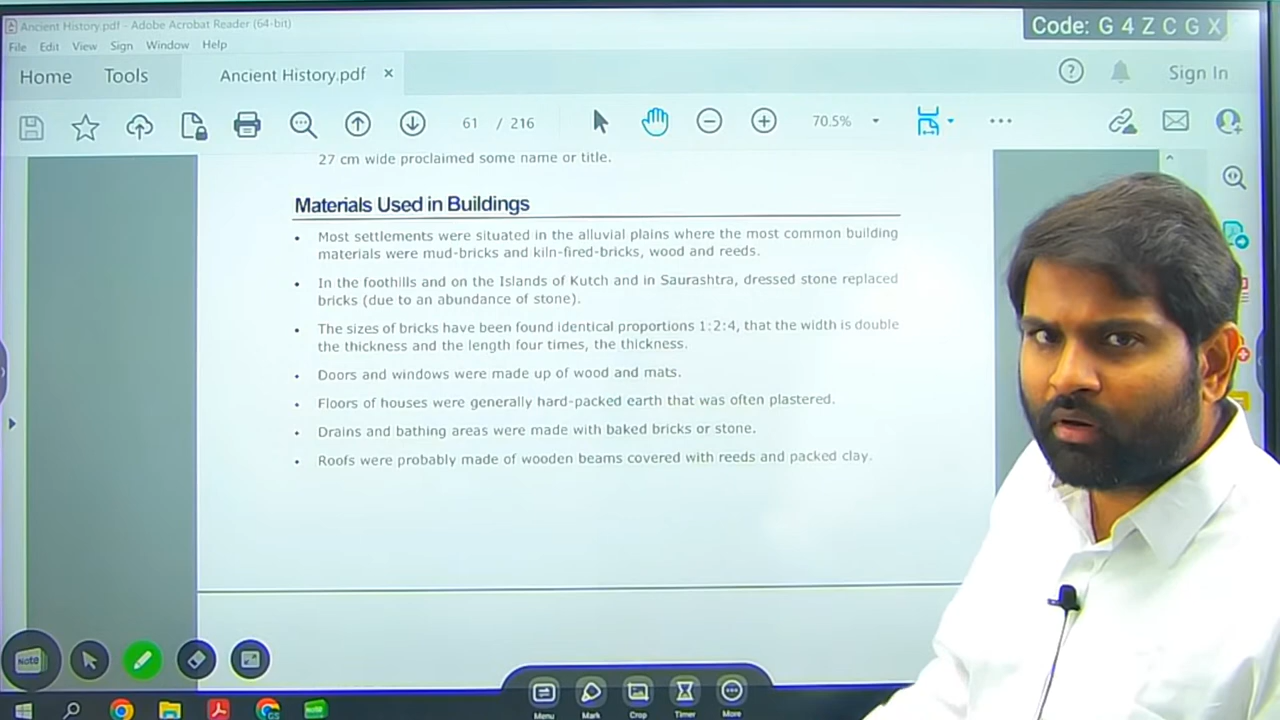 Ancient History.pdf - Adobe Acrobat Reader (64-bit)
Code: G 4 Z C G X
File Edit View Sign Window Help
Home Tools Ancient History.pdf ×
? Sign In
61 / 216 70.5%
27 cm wide proclaimed some name or title.
Materials Used in Buildings
• Most settlements were situated in the alluvial plains where the most common building
materials were mud-bricks and kiln-fired-bricks, wood and reeds.
• In the foothills and on the Islands of Kutch and in Saurashtra, dressed stone replaced
bricks (due to an abundance of stone).
• The sizes of bricks have been found identical proportions 1:2:4, that the width is double
the thickness and the length four times, the thickness.
• Doors and windows were made up of wood and mats.
• Floors of houses were generally hard-packed earth that was often plastered.
• Drains and bathing areas were made with baked bricks or stone.
• Roofs were probably made of wooden beams covered with reeds and packed clay.
Note
Menu Mark Crop Timer More